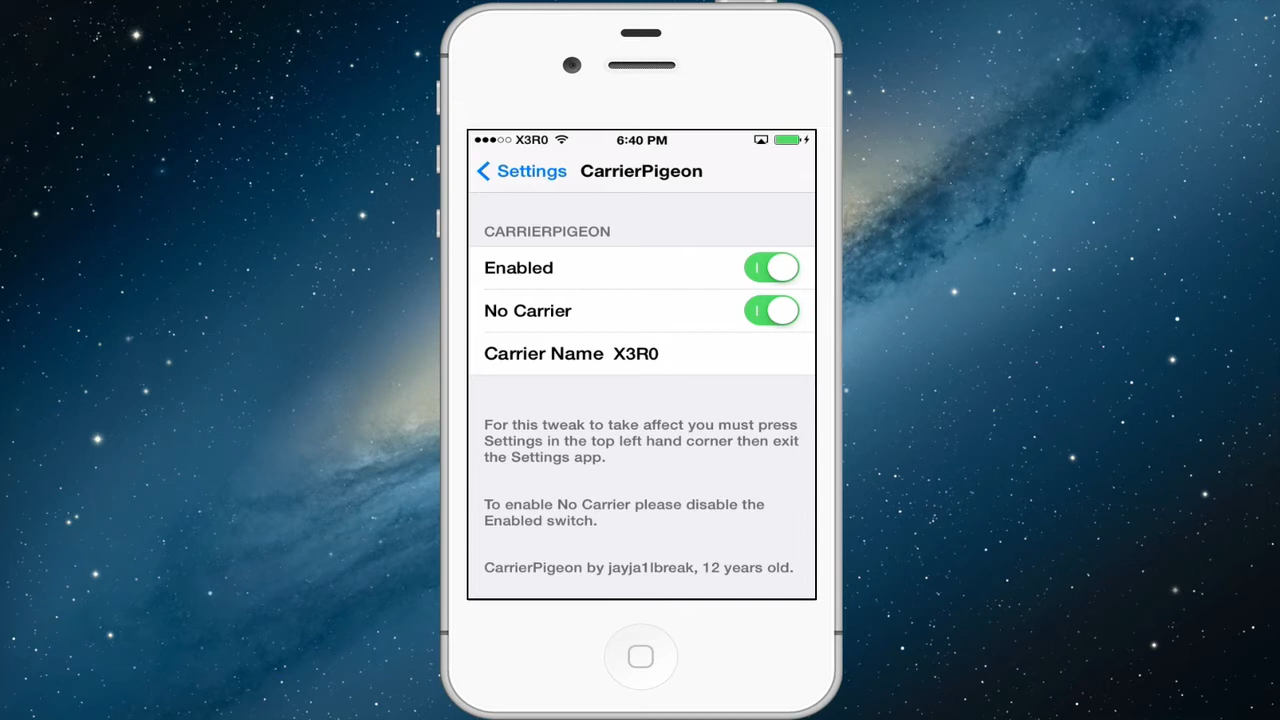 X3R0 6:40 PM
Settings CarrierPigeon
CARRIERPIGEON
Enabled
No Carrier
Carrier Name X3R0
For this tweak to take affect you must press
Settings in the top left hand corner then exit
the Settings app.
To enable No Carrier please disable the
Enabled switch.
CarrierPigeon by jayja1lbreak, 12 years old.